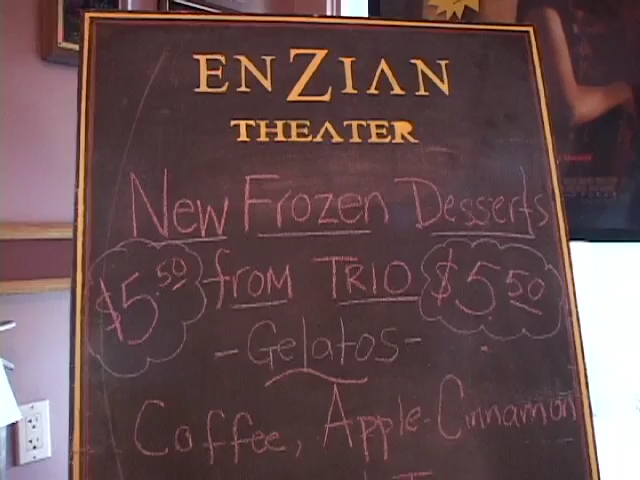 ENZIAN
THEATER
New Frozen Desserts
$5.50 from TRIO $5.50
-Gelatos-
Coffee, Apple-Cinnamon